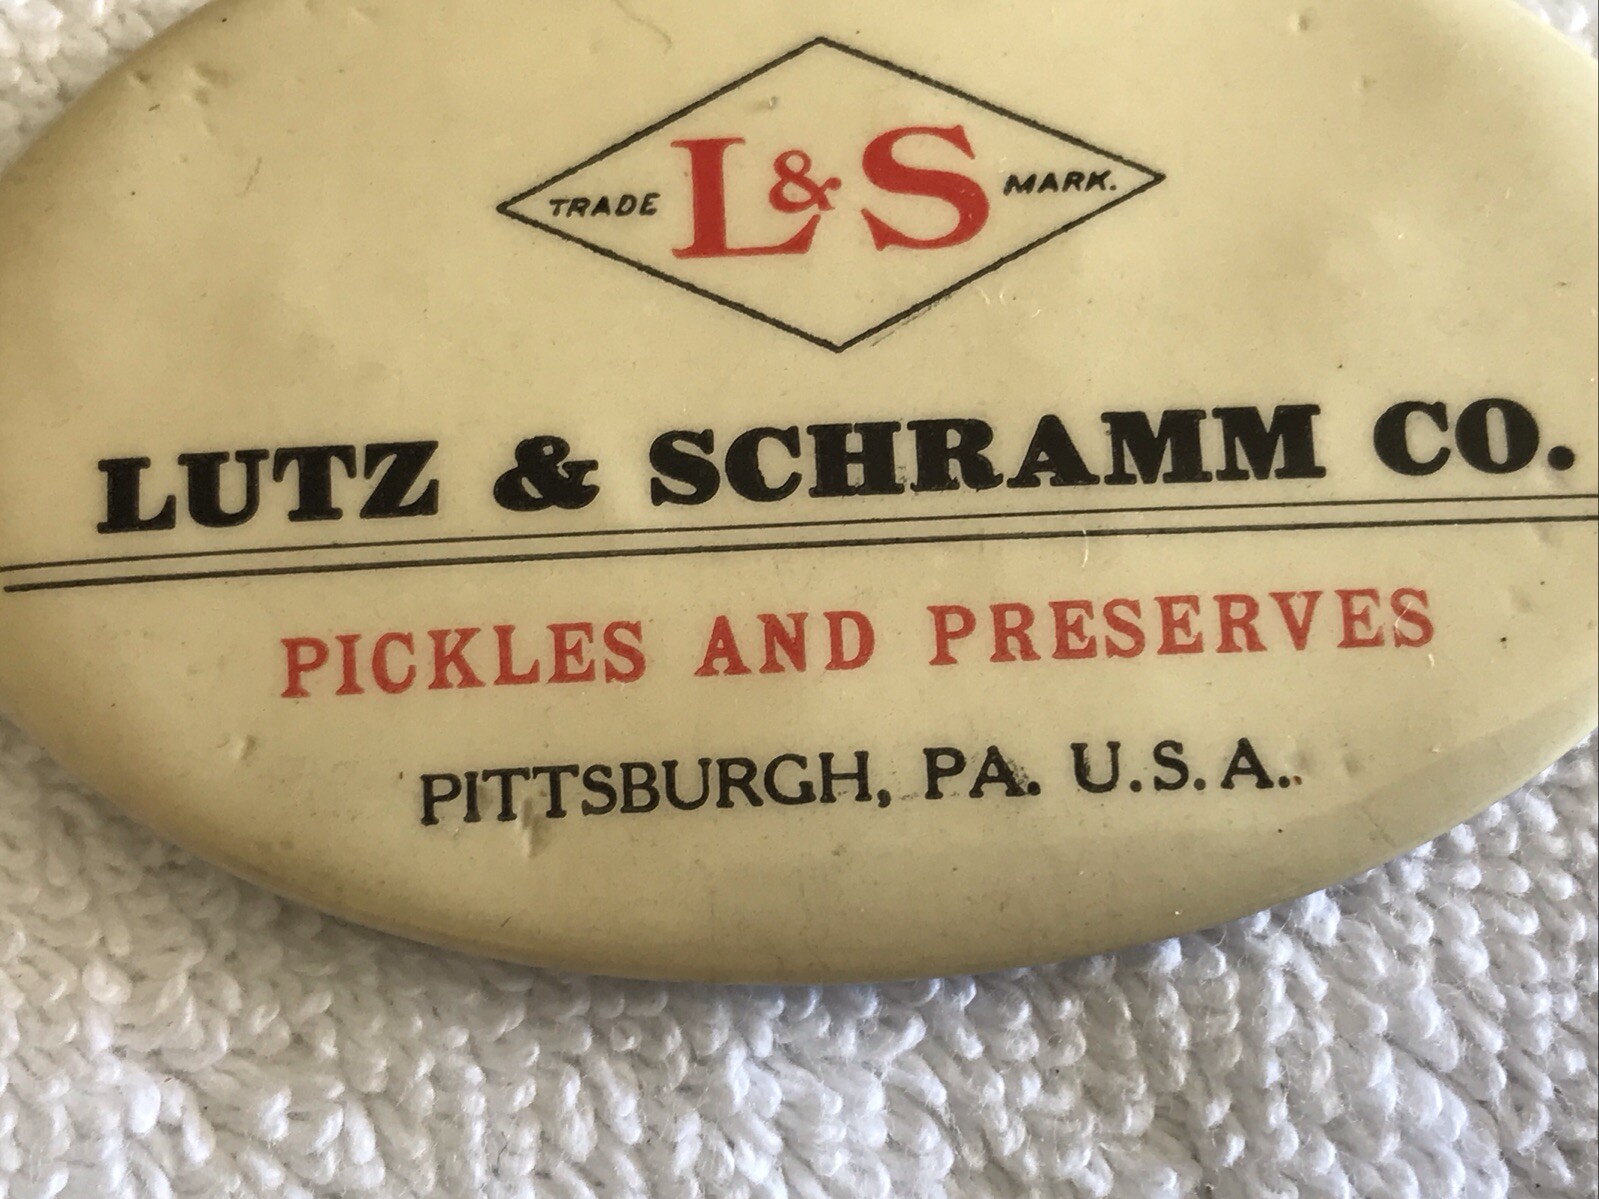 TRADE L&S MARK.
LUTZ & SCHRAMM CO.
PICKLES AND PRESERVES
PITTSBURGH, PA. U.S.A.